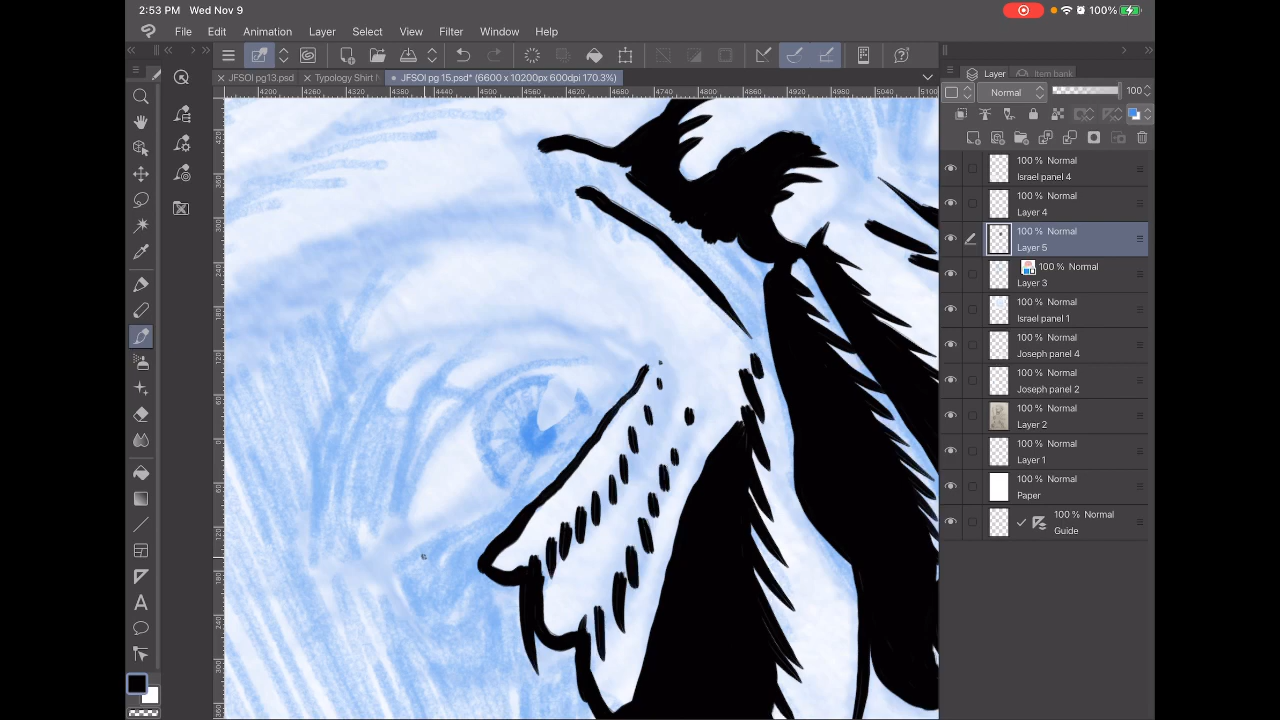 2:53 PM Wed Nov 9
100%
File Edit Animation Layer Select View Filter Window Help
JFSOI pg13.psd
Typology Shirt
JFSOI pg 15.psd* (6600 x 10200px 600dpi 170.3%)
Layer
Item bank
4200 4260 4320 4380 4440 4500 4560 4620 4680 4740 4800 4860 4920 4980 5040 5100
Normal
100
100 % Normal
Israel panel 4
100 % Normal
Layer 4
100 % Normal
Layer 5
100 % Normal
Layer 3
100 % Normal
Israel panel 1
100 % Normal
Joseph panel 4
100 % Normal
Joseph panel 2
100 % Normal
Layer 2
100 % Normal
Layer 1
100 % Normal
Paper
100 % Normal
Guide